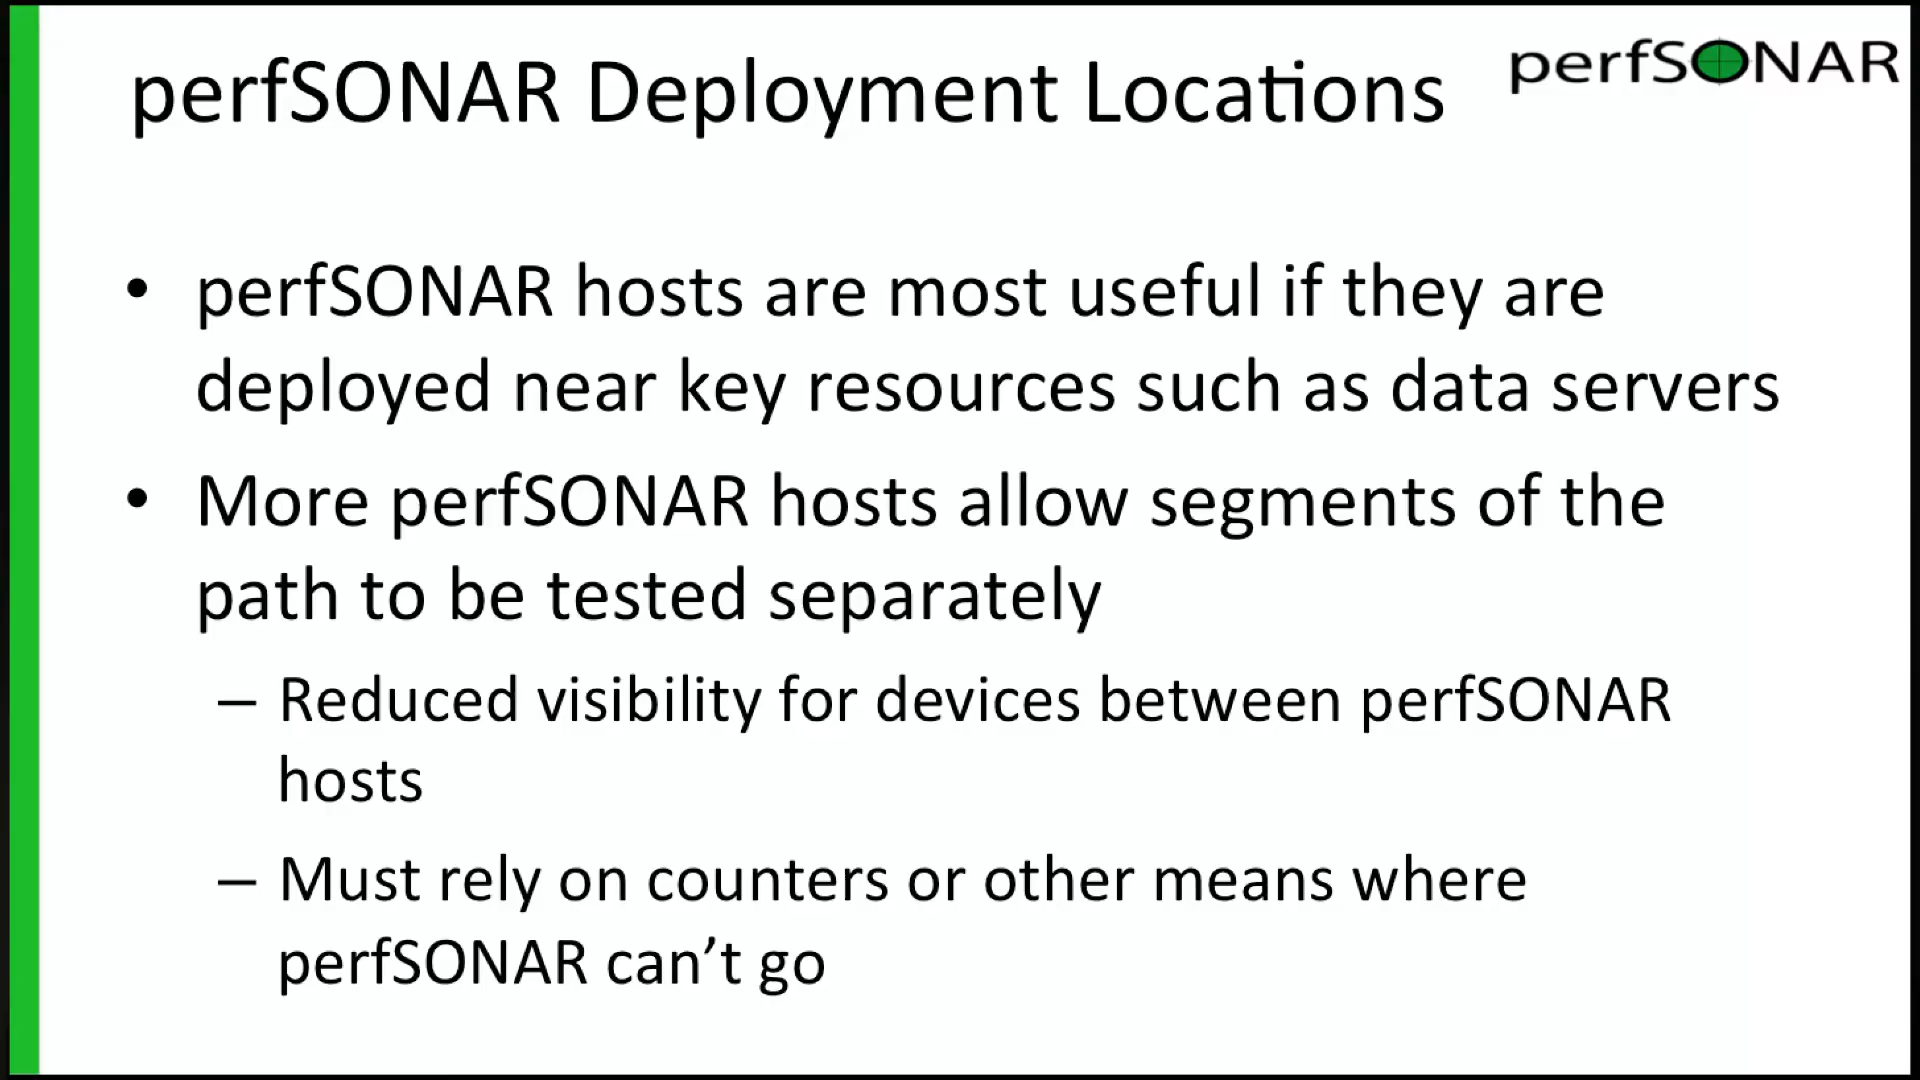 perfSONAR Deployment Locations
perfSONAR
• perfSONAR hosts are most useful if they are
deployed near key resources such as data servers
• More perfSONAR hosts allow segments of the
path to be tested separately
– Reduced visibility for devices between perfSONAR
hosts
– Must rely on counters or other means where
perfSONAR can’t go